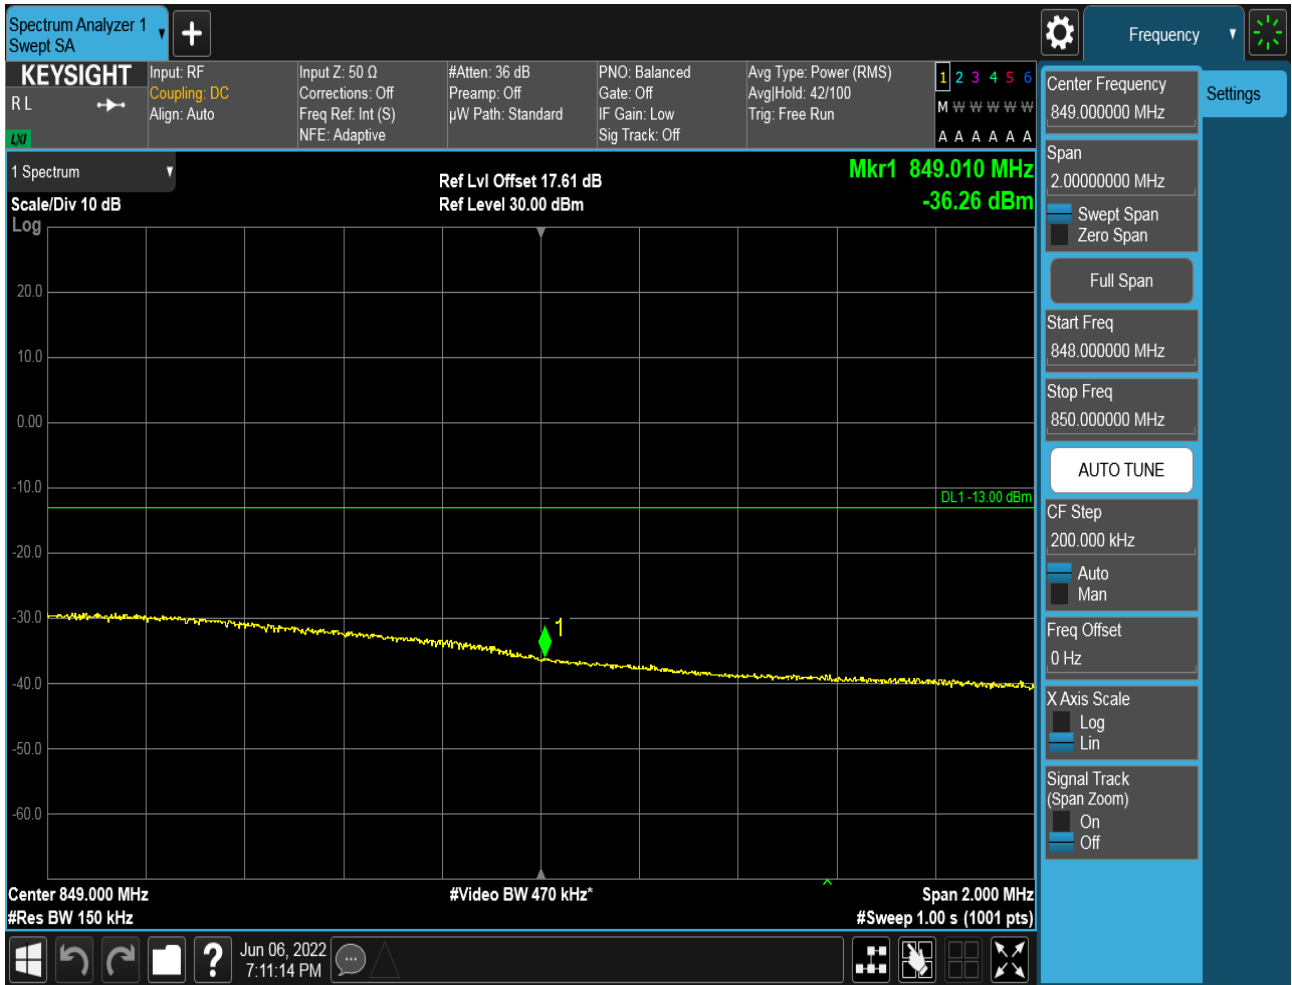 Spectrum Analyzer 1
Swept SA
+
Frequency
KEYSIGHT
R L
LXI
Input: RF
Coupling: DC
Align: Auto
Input Z: 50 Ω
Corrections: Off
Freq Ref: Int (S)
NFE: Adaptive
#Atten: 36 dB
Preamp: Off
µW Path: Standard
PNO: Balanced
Gate: Off
IF Gain: Low
Sig Track: Off
Avg Type: Power (RMS)
Avg|Hold: 42/100
Trig: Free Run
1 2 3 4 5 6
M W W W W W
A A A A A A
1 Spectrum
Scale/Div 10 dB
Log
Ref Lvl Offset 17.61 dB
Ref Level 30.00 dBm
Mkr1 849.010 MHz
-36.26 dBm
20.0
10.0
0.00
-10.0
DL1 -13.00 dBm
-20.0
-30.0
1
-40.0
-50.0
-60.0
Center 849.000 MHz
#Res BW 150 kHz
#Video BW 470 kHz*
Span 2.000 MHz
#Sweep 1.00 s (1001 pts)
?
Jun 06, 2022
7:11:14 PM
Center Frequency
849.000000 MHz
Settings
Span
2.00000000 MHz
Swept Span
Zero Span
Full Span
Start Freq
848.000000 MHz
Stop Freq
850.000000 MHz
AUTO TUNE
CF Step
200.000 kHz
Auto
Man
Freq Offset
0 Hz
X Axis Scale
Log
Lin
Signal Track
(Span Zoom)
On
Off